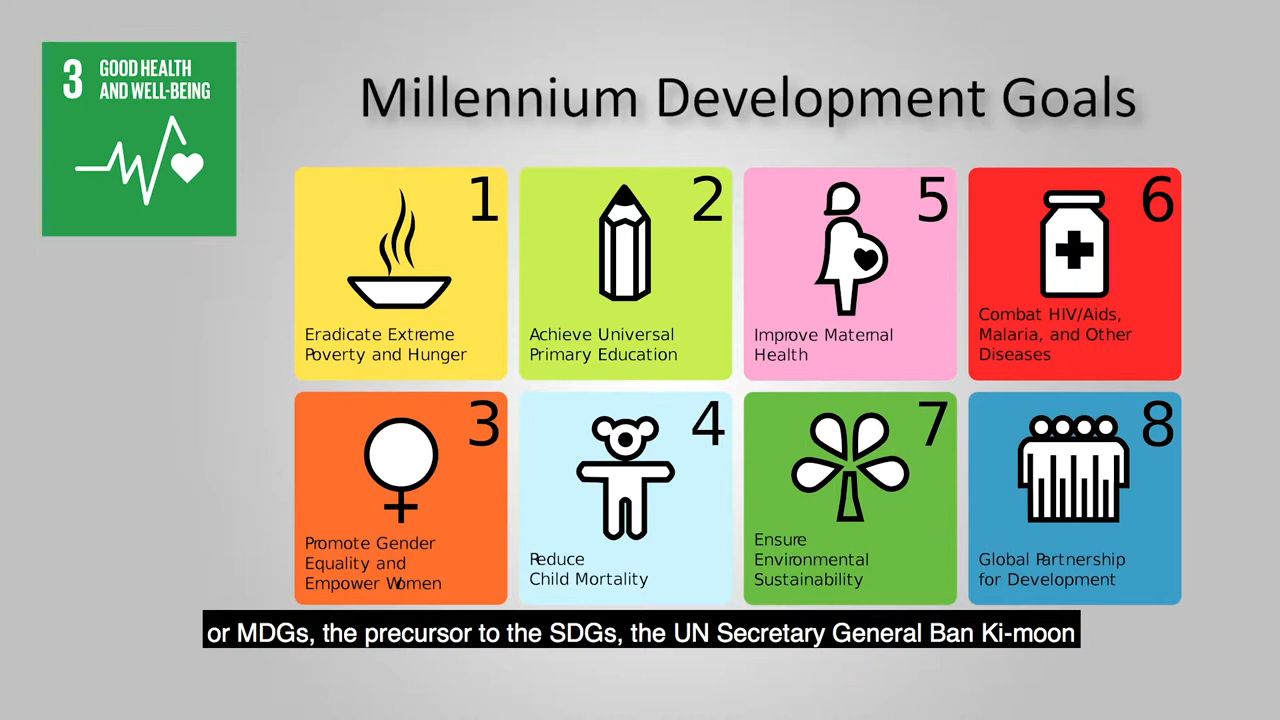 3 GOOD HEALTH
AND WELL-BEING
Millennium Development Goals
1
Eradicate Extreme
Poverty and Hunger
2
Achieve Universal
Primary Education
5
Improve Maternal
Health
6
Combat HIV/Aids,
Malaria, and Other
Diseases
3
Promote Gender
Equality and
Empower Women
4
Reduce
Child Mortality
7
Ensure
Environmental
Sustainability
8
Global Partnership
for Development
or MDGs, the precursor to the SDGs, the UN Secretary General Ban Ki-moon